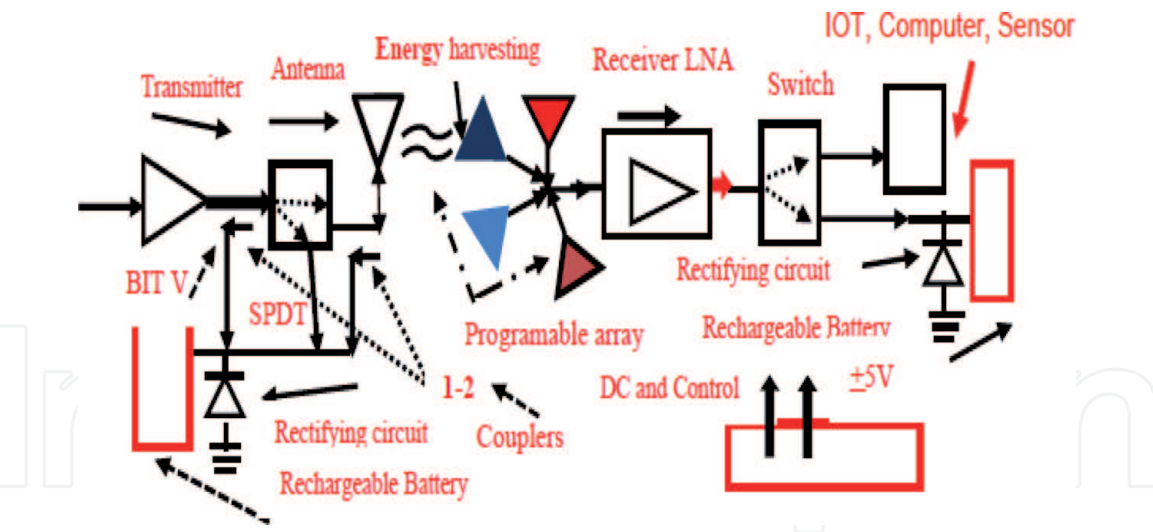 IOT, Computer, Sensor
Energy harvesting
Receiver LNA
Antenna
Transmitter
Switch
BIT V
SPDT
Rectifying circuit
Programable array
Rechargeable Battery
1-2
DC and Control
±5V
Couplers
Rectifying circuit
Rechargeable Battery